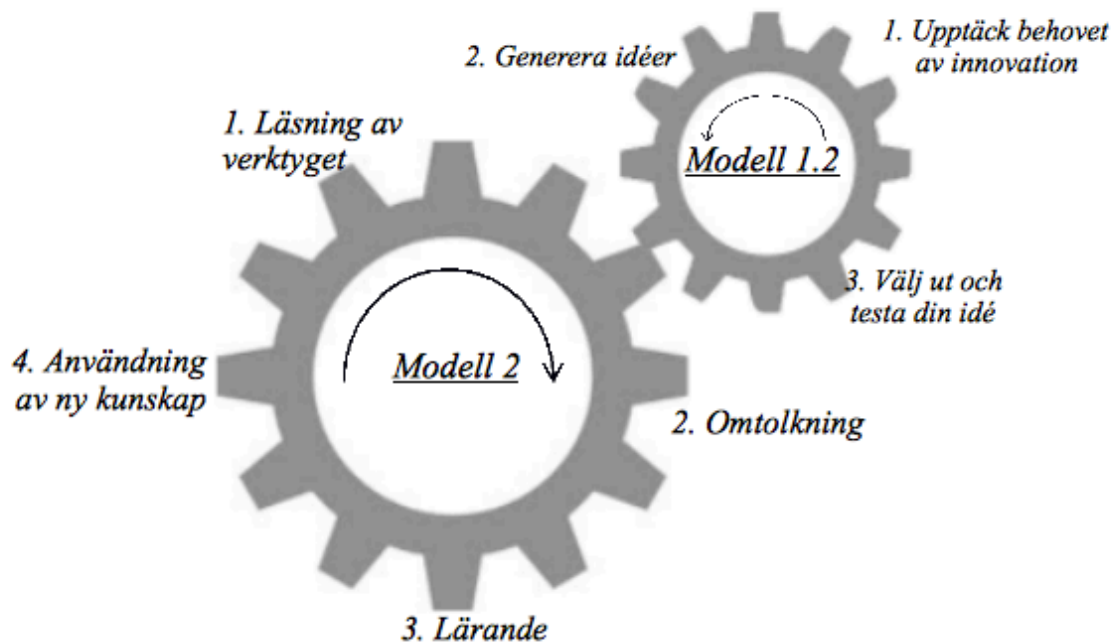 1. Upptäck behovet
av innovation
2. Generera idéer
Modell 1.2
3. Välj ut och
testa din idé
1. Läsning av
verktyget
Modell 2
2. Omtolkning
3. Lärande
4. Användning
av ny kunskap